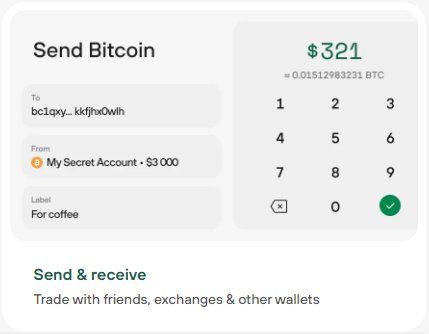 Send Bitcoin
To
bc1qxy... kkfjhx0wlh
From
My Secret Account • $3 000
Label
For coffee
$321
≈ 0.01512983231 BTC
1 2 3
4 5 6
7 8 9
0
Send & receive
Trade with friends, exchanges & other wallets